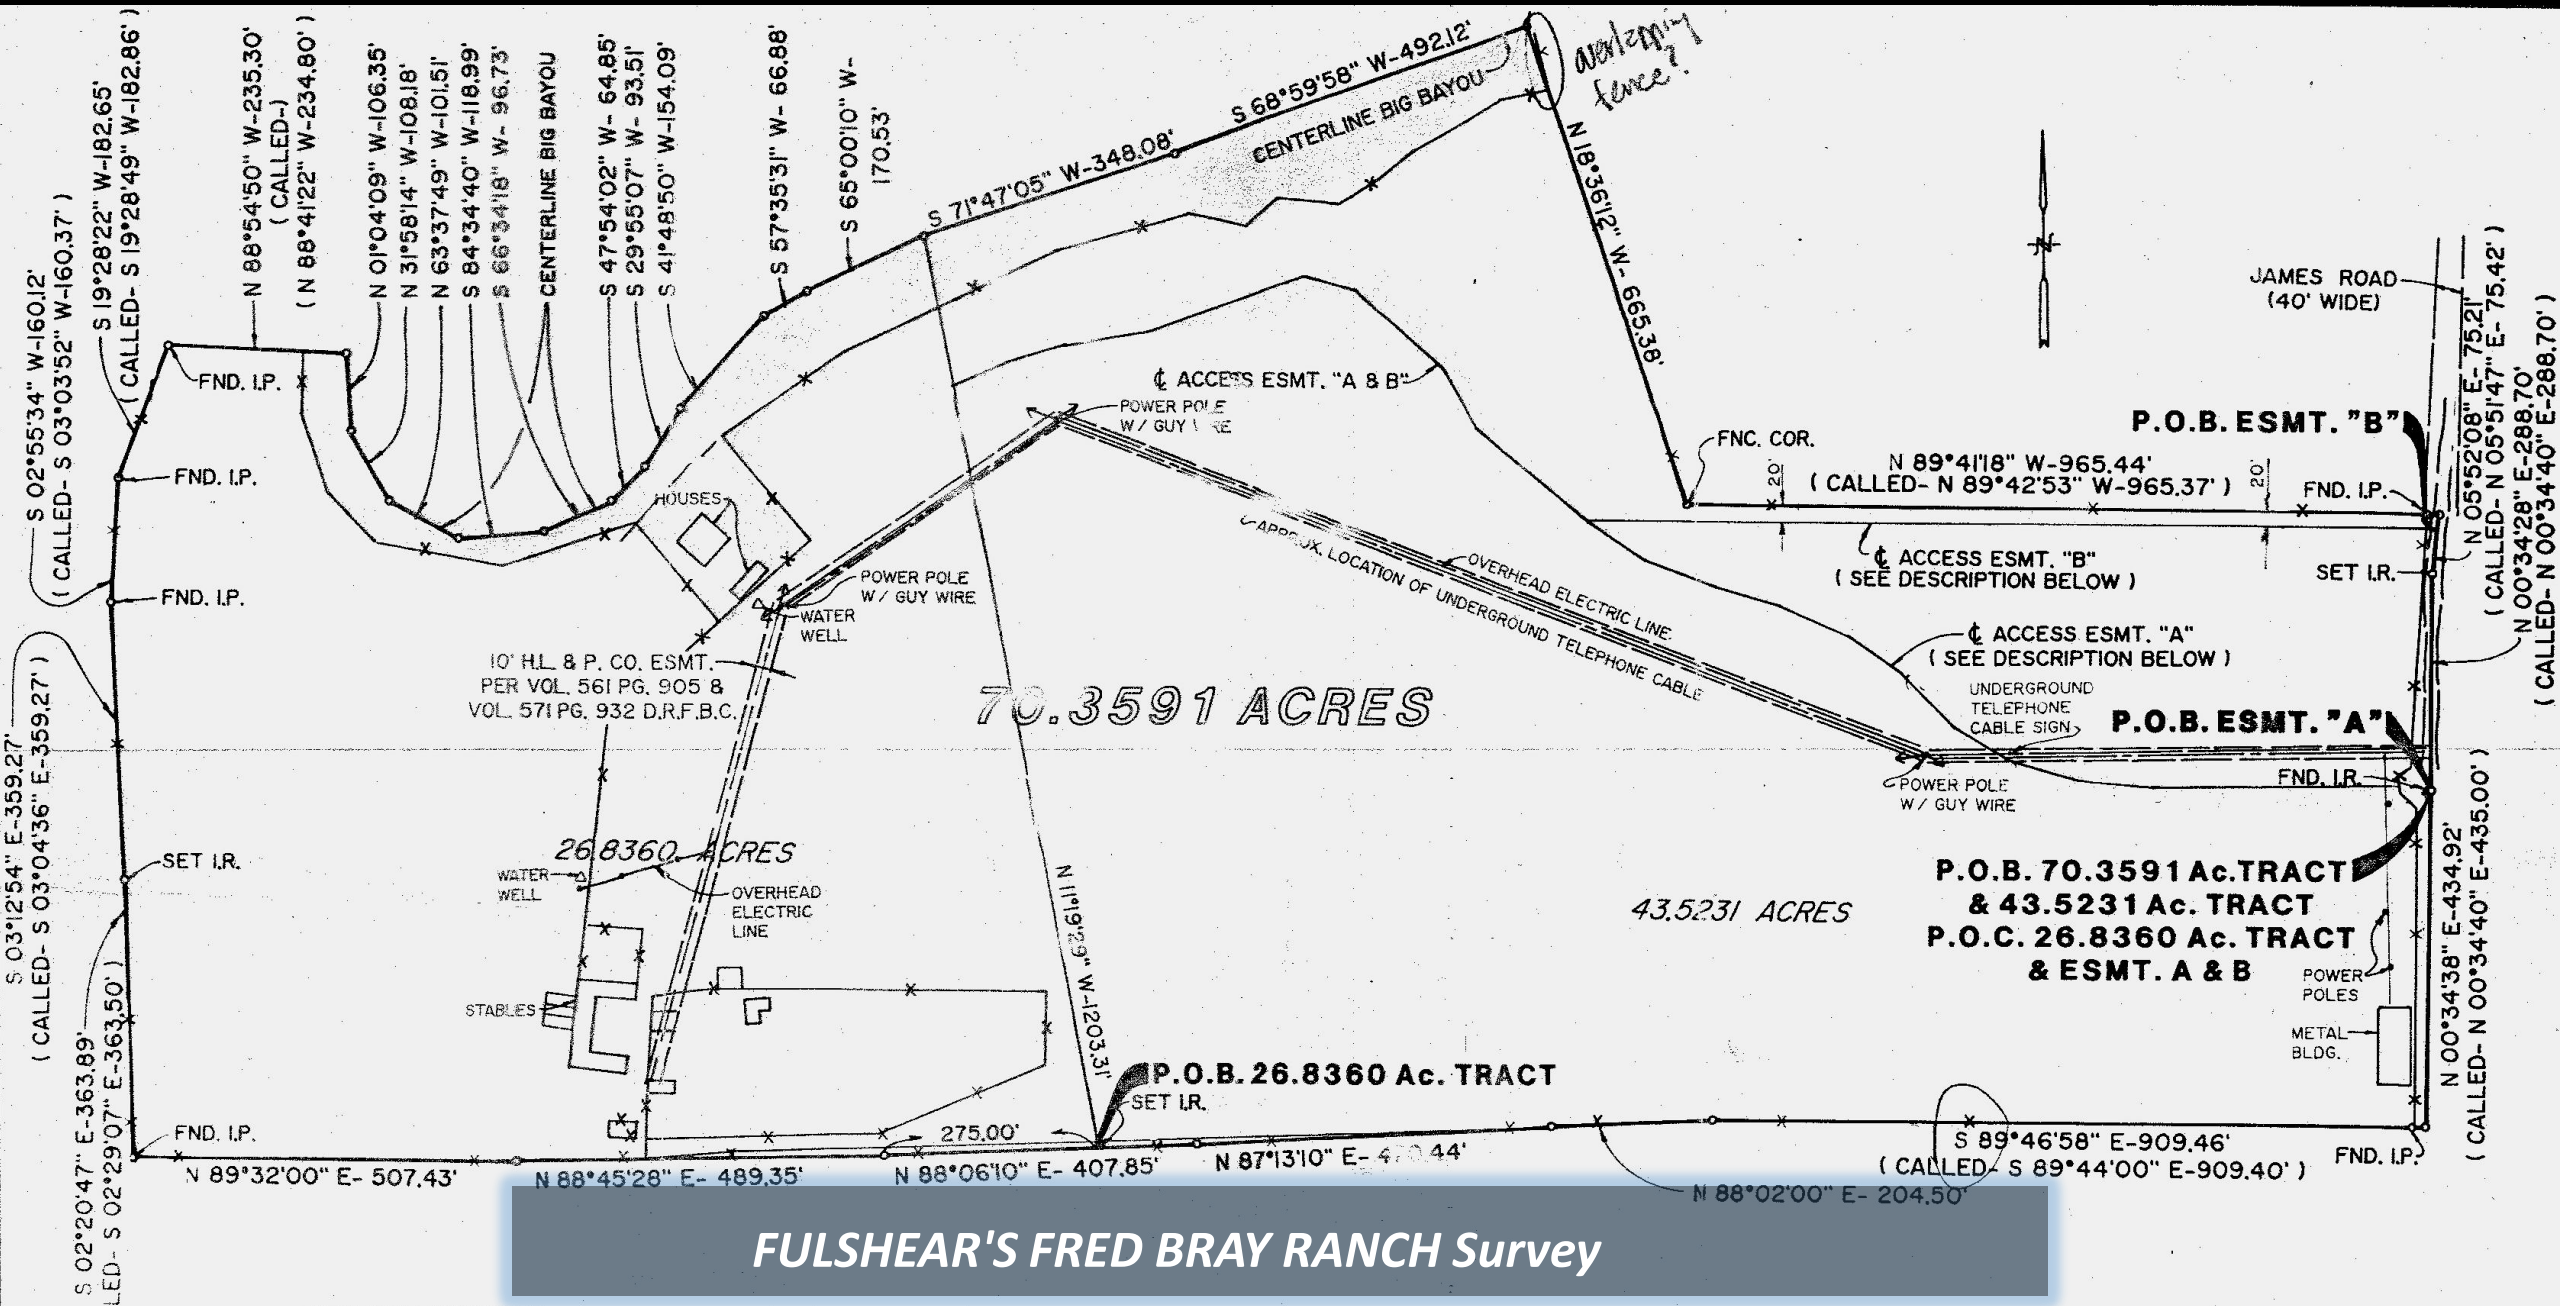 S 02°55'34" W-160.12'
( CALLED- S 03°03'52" W-160.37' )
S 19°28'22" W-182.65'
( CALLED- S 19°28'49" W-182.86' )
N 88°54'50" W-235.30'
( CALLED-)
( N 88°41'22" W-234.80' )
N 01°04'09" W-106.35'
N 31°58'14" W-108.18'
N 63°37'49" W-101.51'
S 84°34'40" W-118.99'
S 66°34'18" W- 96.73'
CENTERLINE BIG BAYOU
S 47°54'02" W- 64.85'
S 29°55'07" W- 93.51'
S 41°48'50" W-154.09'
S 57°35'31" W- 66.88'
S 65°00'10" W-
170.53'
S 71°47'05" W-348.08'
S 68°59'58" W-492.12'
CENTERLINE BIG BAYOU
overlapping
fence?
N 18°36'12" W- 665.38'
N
JAMES ROAD
(40' WIDE)
N 05°52'08" E- 75.21'
( CALLED- N 05°51'47" E- 75.42' )
N 00°34'28" E-288.70'
( CALLED- N 00°34'40" E-288.70' )
FND. I.P.
FND. I.P.
FND. I.P.
₵ ACCESS ESMT. "A & B"
POWER POLE
W/ GUY
FNC. COR.
P.O.B. ESMT. "B"
N 89°41'18" W-965.44'
( CALLED- N 89°42'53" W-965.37' )
20'
20'
FND. I.P.
HOUSES
APPROX. LOCATION OF UNDERGROUND TELEPHONE CABLE
OVERHEAD ELECTRIC LINE
₵ ACCESS ESMT. "B"
( SEE DESCRIPTION BELOW )
SET I.R.
POWER POLE
W/ GUY WIRE
WATER
WELL
₵ ACCESS ESMT. "A"
( SEE DESCRIPTION BELOW )
10' H.L. & P. CO. ESMT.
PER VOL. 561 PG. 905 &
VOL. 571 PG. 932 D.R.F.B.C.
70.3591 ACRES
UNDERGROUND
TELEPHONE
CABLE SIGN
P.O.B. ESMT. "A"
FND. I.R.
POWER POLE
W/ GUY WIRE
S 03°12'54" E-359.27'
( CALLED- S 03°04'36" E-359.27' )
SET I.R.
26.8360 ACRES
WATER
WELL
OVERHEAD
ELECTRIC
LINE
N 11°19'29" W-1203.31'
43.5231 ACRES
P.O.B. 70.3591 Ac. TRACT
& 43.5231 Ac. TRACT
P.O.C. 26.8360 Ac. TRACT
& ESMT. A & B
POWER
POLES
METAL
BLDG.
N 00°34'38" E-434.92'
( CALLED- N 00°34'40" E-435.00' )
STABLES
P.O.B. 26.8360 Ac. TRACT
SET I.R.
S 02°20'47" E-363.89'
LED- S 02°29'07" E-363.50' )
FND. I.P.
275.00'
N 89°32'00" E- 507.43'
N 88°45'28" E- 489.35'
N 88°06'10" E- 407.85'
N 87°13'10" E-
S 89°46'58" E-909.46'
( CALLED- S 89°44'00" E-909.40' )
FND. I.P.
N 88°02'00" E- 204.50'
FULSHEAR'S FRED BRAY RANCH Survey